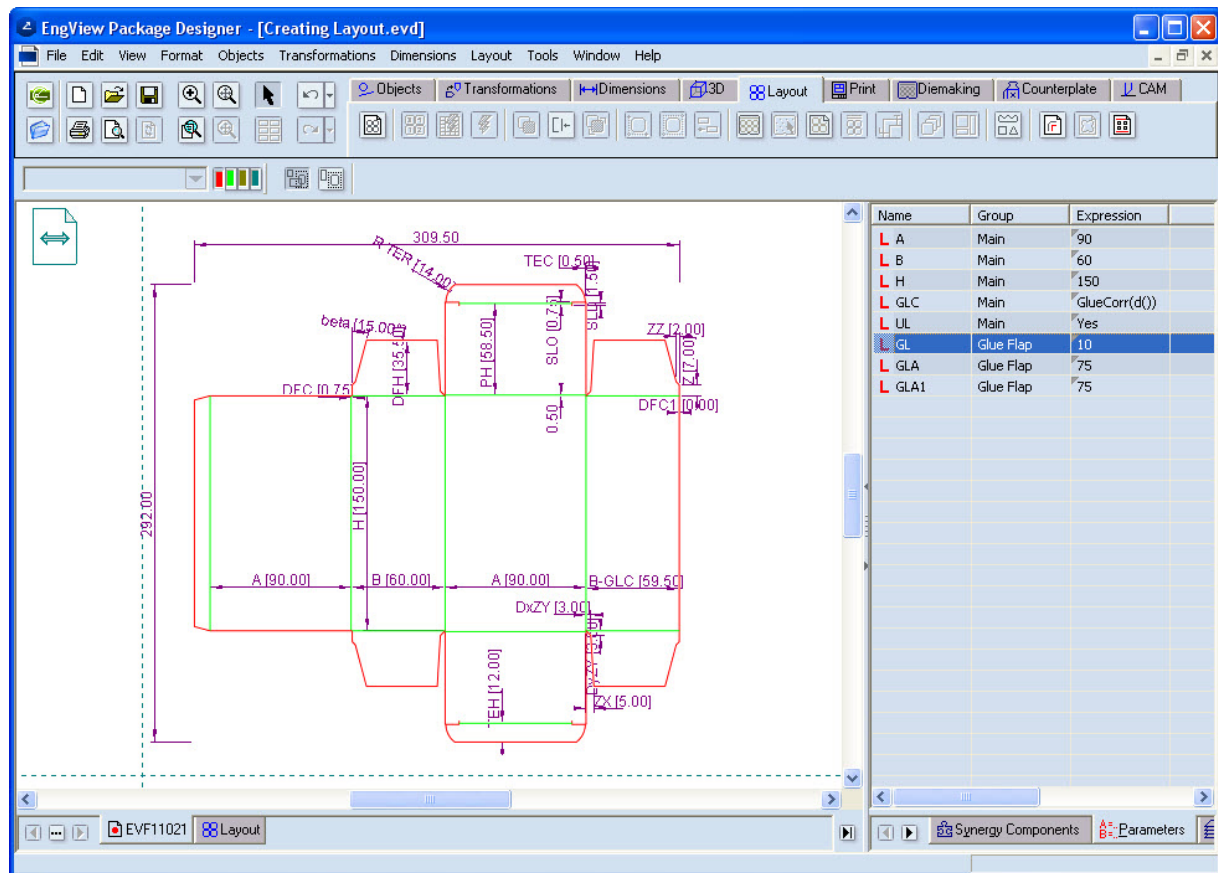 EngView Package Designer - [Creating Layout.evd]
File Edit View Format Objects Transformations Dimensions Layout Tools Window Help
Objects Transformations Dimensions 3D Layout Print Diemaking Counterplate CAM
Name Group Expression
L A Main 90
L B Main 60
L H Main 150
L GLC Main GlueCorr(d())
L UL Main Yes
L GL Glue Flap 10
L GLA Glue Flap 75
L GLA1 Glue Flap 75
309.50
R TER [14.00]
TEC [0.50]
SLO [0.75]
beta [15.00]
ZZ [2.00]
DFH [35.50]
PH [58.50]
Z [7.00]
DFC [0.75
DFC1 [0.00]
0.50
292.00
H [150.00]
A [90.00] B [60.00] A [90.00] B-GLC [59.50]
DxZY [3.00]
TEH [12.00]
ZX [5.00]
EVF11021 Layout
Synergy Components Parameters